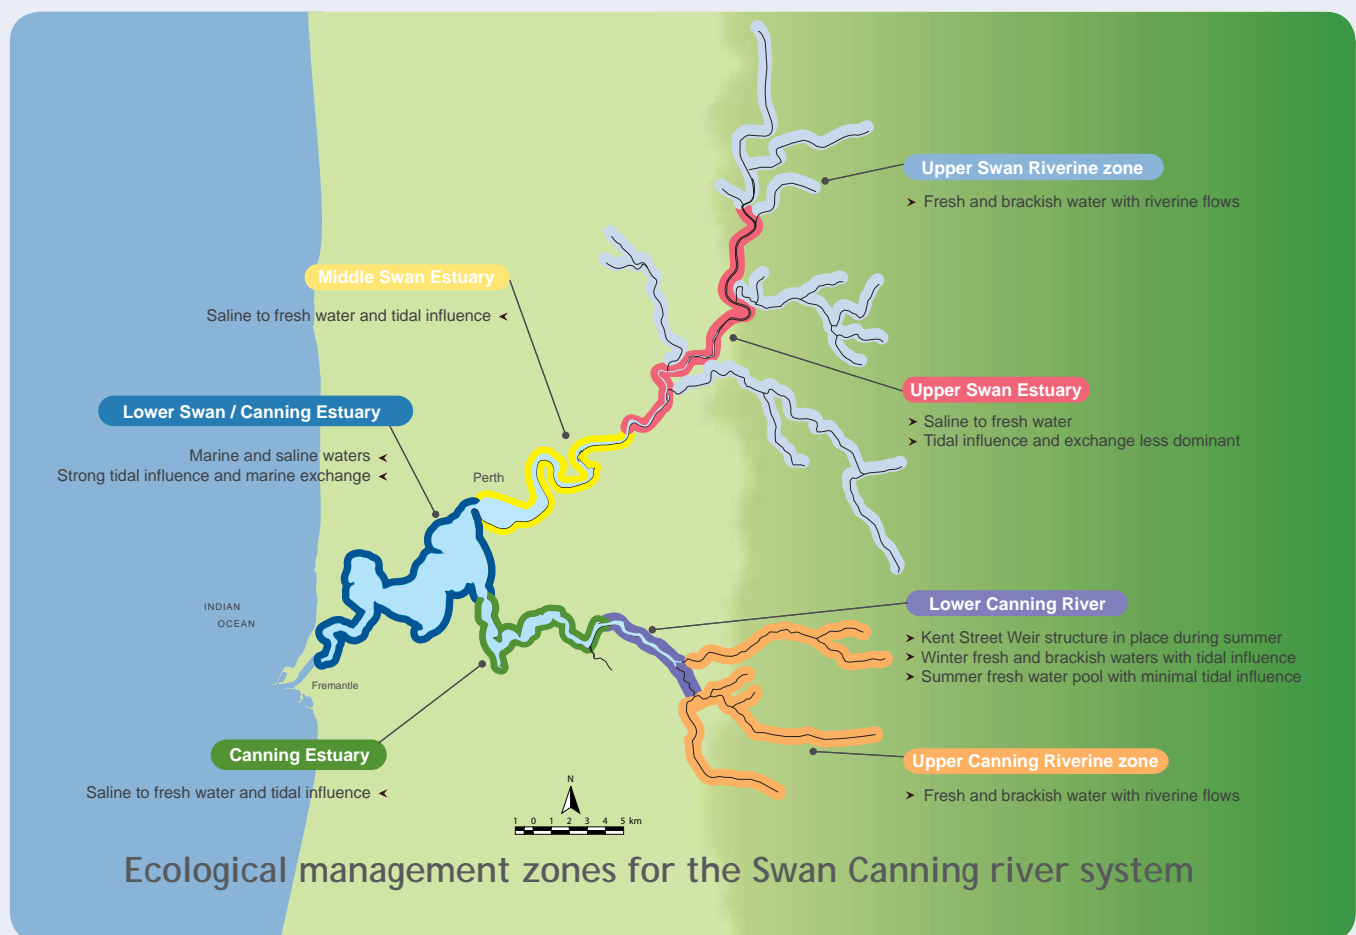 Upper Swan Riverine zone
➤ Fresh and brackish water with riverine flows
Middle Swan Estuary
Saline to fresh water and tidal influence ➤
Upper Swan Estuary
➤ Saline to fresh water
➤ Tidal influence and exchange less dominant
Lower Swan / Canning Estuary
Marine and saline waters ➤
Strong tidal influence and marine exchange ➤
Perth
INDIAN
OCEAN
Fremantle
Lower Canning River
➤ Kent Street Weir structure in place during summer
➤ Winter fresh and brackish waters with tidal influence
➤ Summer fresh water pool with minimal tidal influence
Canning Estuary
Saline to fresh water and tidal influence ➤
Upper Canning Riverine zone
➤ Fresh and brackish water with riverine flows
N
1 0 1 2 3 4 5 km
Ecological management zones for the Swan Canning river system